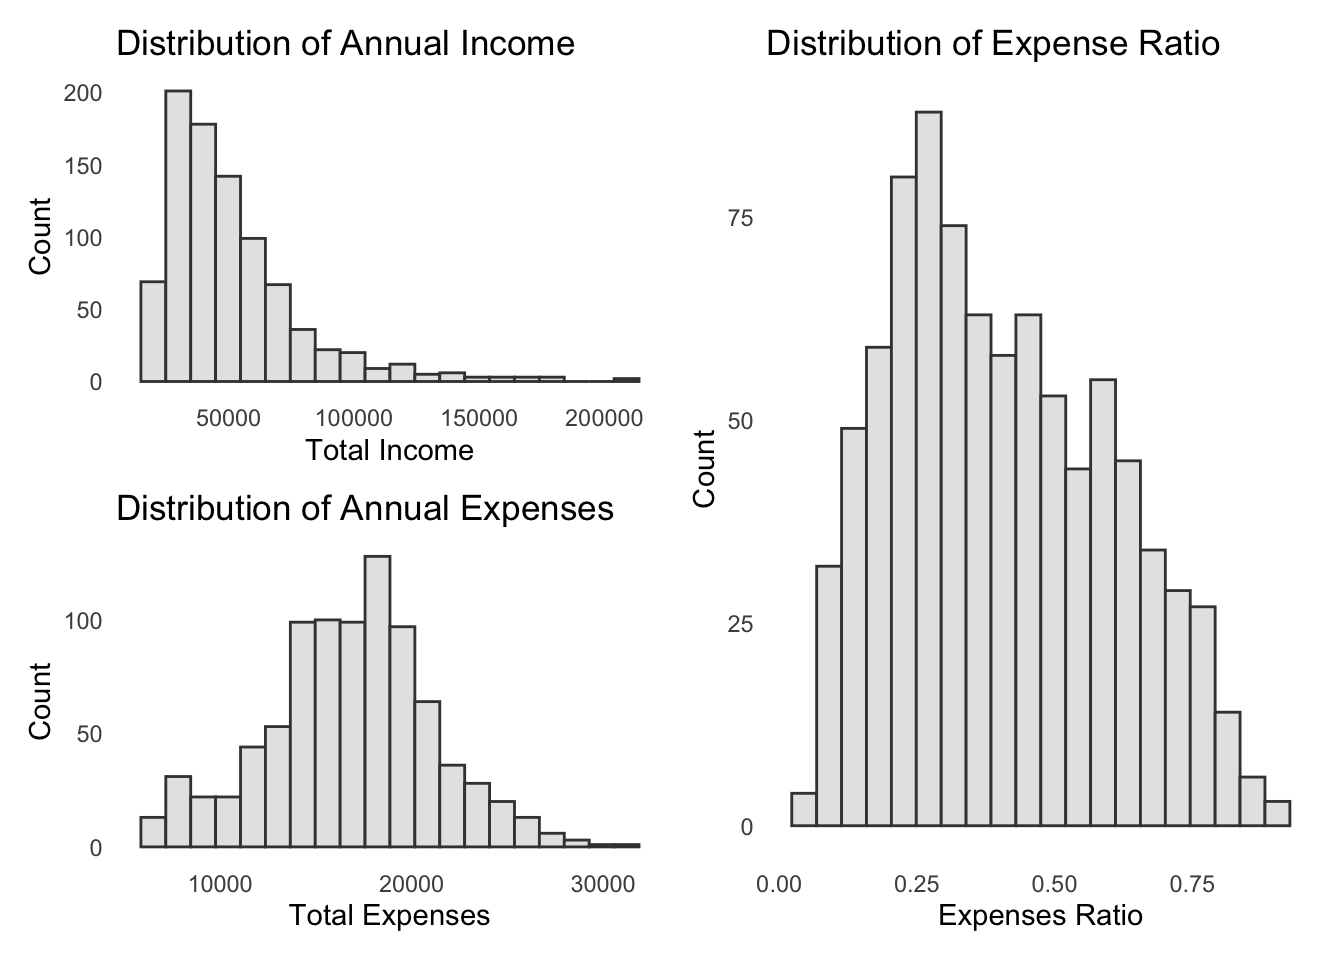 Distribution of Annual Income
Count
200
150
100
50
0
50000 100000 150000 200000
Total Income
Distribution of Annual Expenses
Count
100
50
0
10000 20000 30000
Total Expenses
Distribution of Expense Ratio
Count
75
50
25
0
0.00 0.25 0.50 0.75
Expenses Ratio